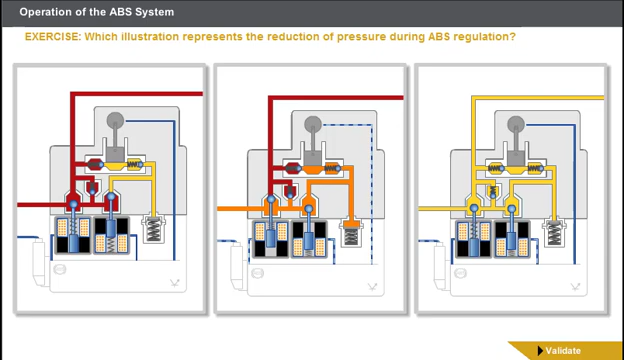 Operation of the ABS System
EXERCISE: Which illustration represents the reduction of pressure during ABS regulation?
Validate